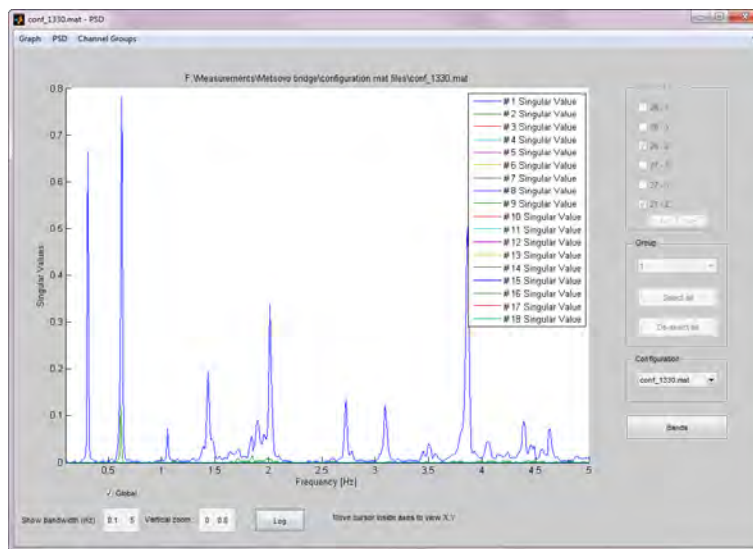 conf_1330.mat - PSD
Graph PSD Channel Groups
F:\Measurements\Metsovo bridge\configuration mat files\conf_1330.mat
0.8
0.7
0.6
0.5
0.4
0.3
0.2
0.1
0
Singular Values
# 1 Singular Value
# 2 Singular Value
# 3 Singular Value
# 4 Singular Value
# 5 Singular Value
# 6 Singular Value
# 7 Singular Value
# 8 Singular Value
# 9 Singular Value
# 10 Singular Value
# 11 Singular Value
# 12 Singular Value
# 13 Singular Value
# 14 Singular Value
# 15 Singular Value
# 16 Singular Value
# 17 Singular Value
# 18 Singular Value
0.5 1 1.5 2 2.5 3 3.5 4 4.5 5
Frequency [Hz]
Group
1
Select all
De-select all
Configuration
conf_1330.mat
Bands
Global
Show bandwidth (Hz) 0.1 5 Vertical zoom: 0 0.8 Log Move cursor inside axes to view X,Y